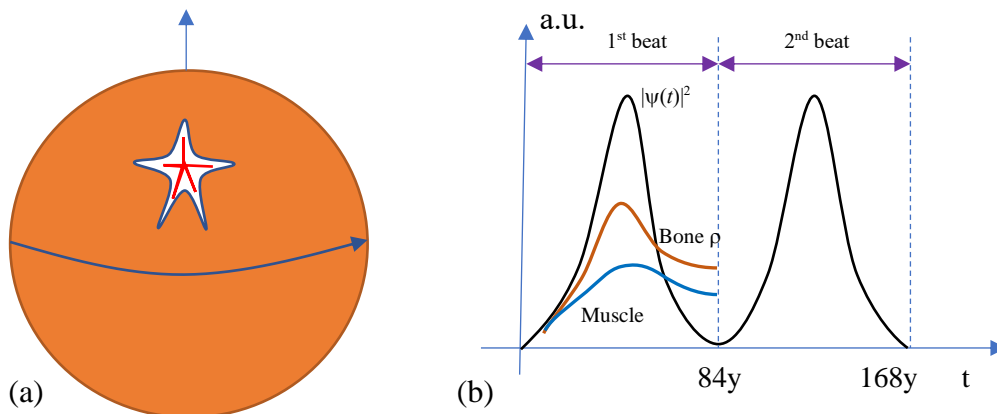 a.u.
1st beat
2nd beat
|ψ(t)|²
Bone ρ
Muscle
(a)
(b)
84y
168y
t